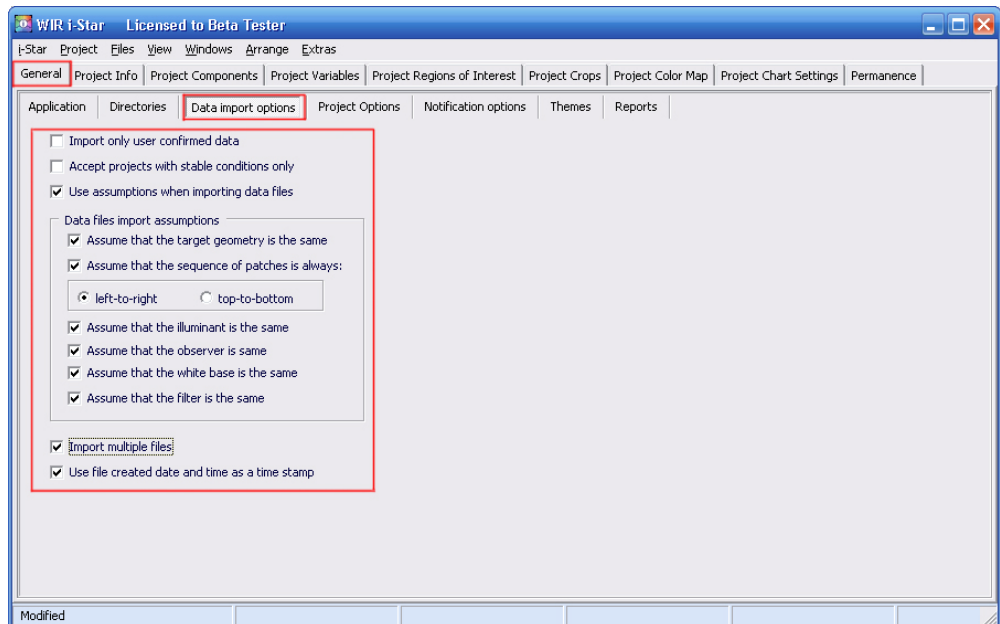 WIR i-Star Licensed to Beta Tester
i-Star Project Files View Windows Arrange Extras
General Project Info Project Components Project Variables Project Regions of Interest Project Crops Project Color Map Project Chart Settings Permanence
Application Directories Data import options Project Options Notification options Themes Reports
Import only user confirmed data
Accept projects with stable conditions only
Use assumptions when importing data files
Data files import assumptions
Assume that the target geometry is the same
Assume that the sequence of patches is always:
left-to-right top-to-bottom
Assume that the illuminant is the same
Assume that the observer is same
Assume that the white base is the same
Assume that the filter is the same
Import multiple files
Use file created date and time as a time stamp
Modified